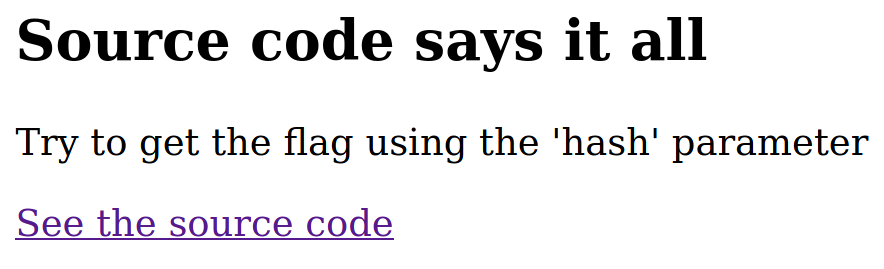 Source code says it all
Try to get the flag using the 'hash' parameter
See the source code